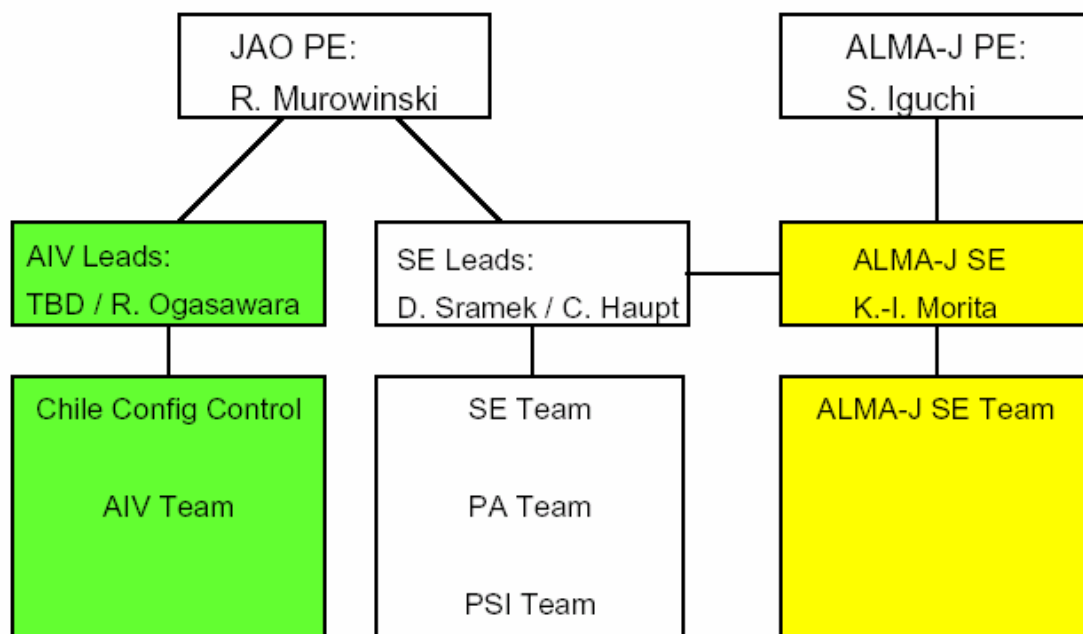 JAO PE:
R. Murowinski
ALMA-J PE:
S. Iguchi
AIV Leads:
TBD / R. Ogasawara
SE Leads:
D. Sramek / C. Haupt
ALMA-J SE
K.-I. Morita
Chile Config Control
AIV Team
SE Team
PA Team
PSI Team
ALMA-J SE Team